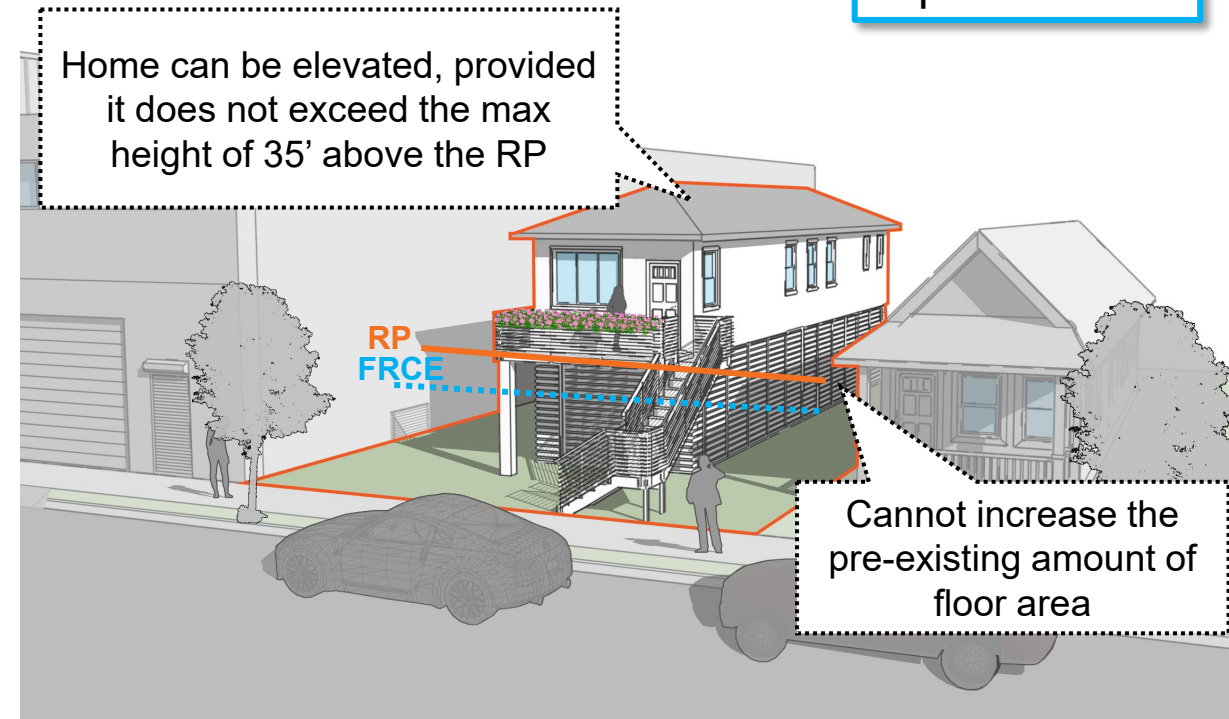 Home can be elevated, provided
it does not exceed the max
height of 35’ above the RP
RP
FRCE
Cannot increase the
pre-existing amount of
floor area